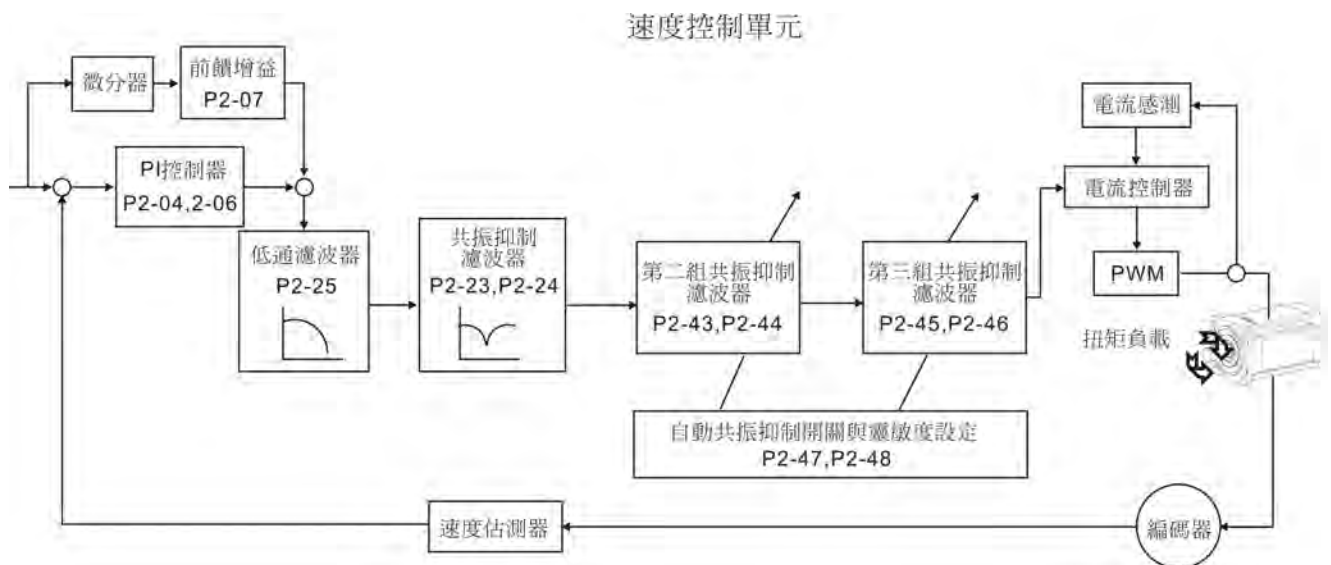 速度控制單元
微分器
前饋增益
P2-07
電流感測
PI控制器
P2-04,2-06
電流控制器
低通濾波器
P2-25
共振抑制
濾波器
P2-23,P2-24
第二組共振抑制
濾波器
P2-43,P2-44
第三組共振抑制
濾波器
P2-45,P2-46
PWM
扭矩負載
自動共振抑制開關與靈敏度設定
P2-47,P2-48
速度估測器
編碼器